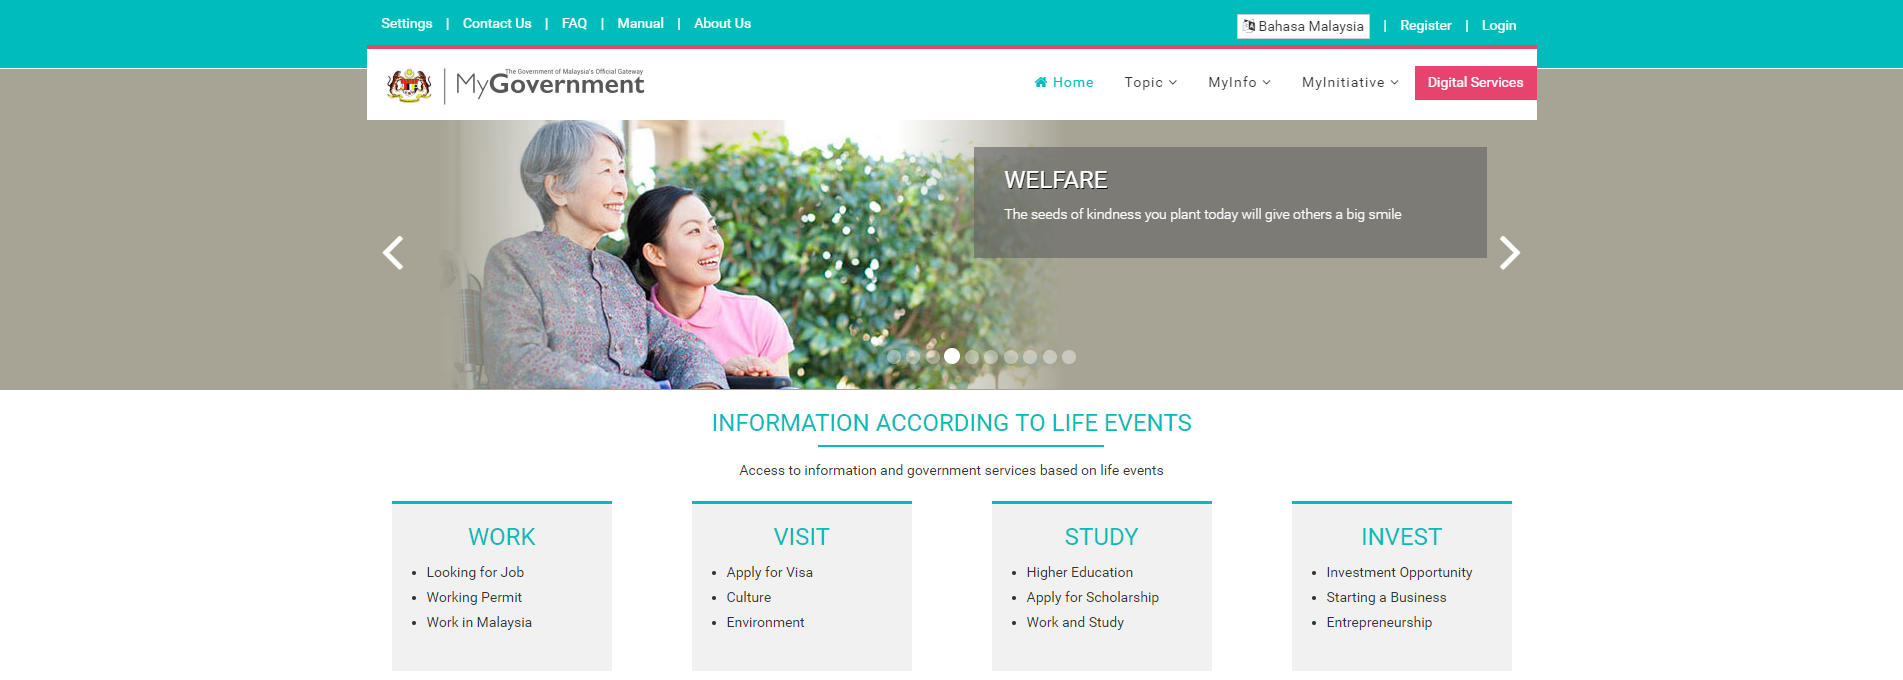 Settings | Contact Us | FAQ | Manual | About Us
Bahasa Malaysia | Register | Login
The Government of Malaysia's Official Gateway
MyGovernment
Home Topic MyInfo MyInitiative Digital Services
WELFARE
The seeds of kindness you plant today will give others a big smile
INFORMATION ACCORDING TO LIFE EVENTS
Access to information and government services based on life events
WORK
• Looking for Job
• Working Permit
• Work in Malaysia
VISIT
• Apply for Visa
• Culture
• Environment
STUDY
• Higher Education
• Apply for Scholarship
• Work and Study
INVEST
• Investment Opportunity
• Starting a Business
• Entrepreneurship